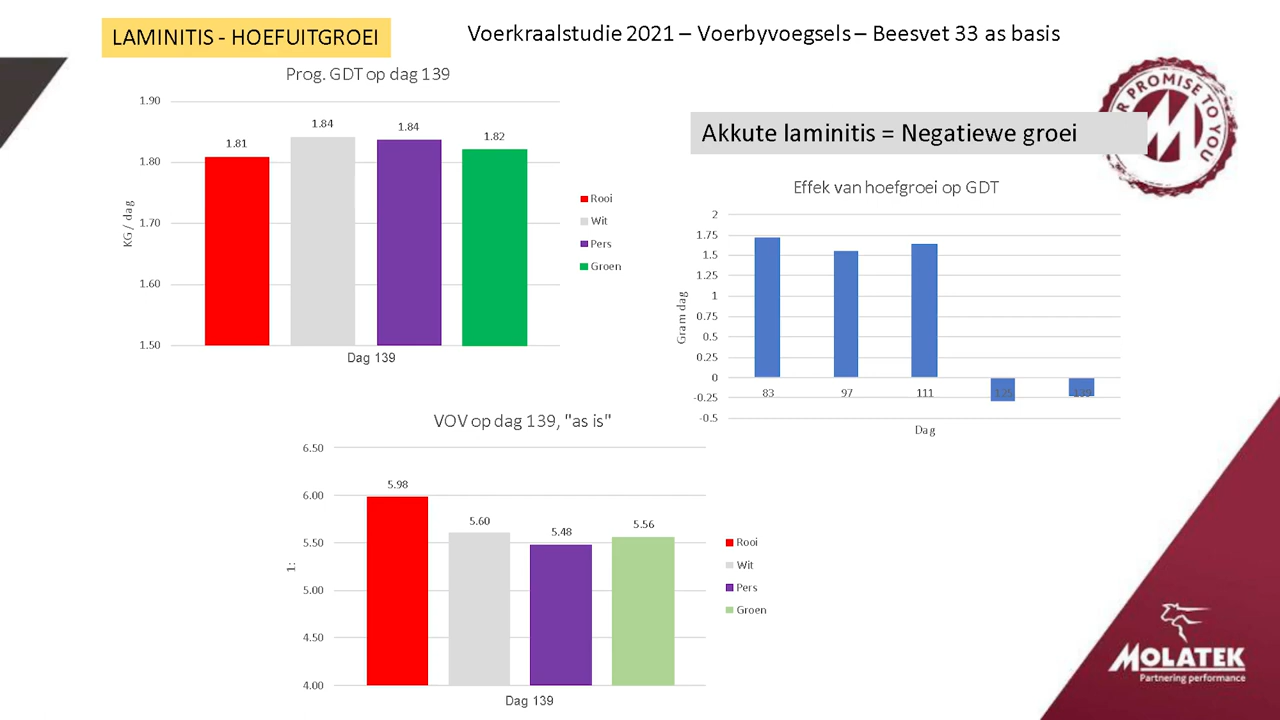 LAMINITIS - HOEFUITGROEI
Voerkraalstudie 2021 – Voerbyvoegsels – Beesvet 33 as basis
Prog. GDT op dag 139
1.90
1.80
1.70
1.60
1.50
KG / dag
1.81
1.84
1.84
1.82
Dag 139
Rooi
Wit
Pers
Groen
R PROMISE TO YOU
Akkute laminitis = Negatiewe groei
Effek van hoefgroei op GDT
2
1.75
1.5
1.25
1
0.75
0.5
0.25
0
-0.25
-0.5
Gram dag
83
97
111
125
139
Dag
VOV op dag 139, "as is"
6.50
6.00
5.50
5.00
4.50
4.00
1:
5.98
5.60
5.48
5.56
Dag 139
Rooi
Wit
Pers
Groen
MOLATEK
Partnering performance